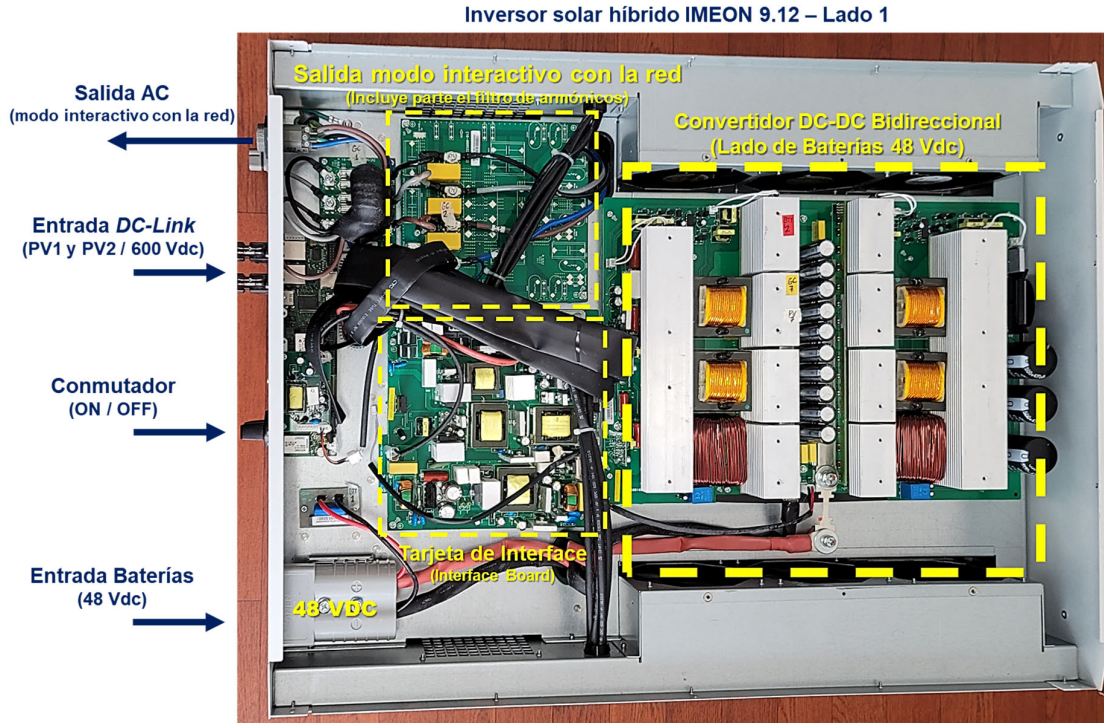 Inversor solar híbrido IMEON 9.12 – Lado 1
Salida AC
(modo interactivo con la red)
Entrada DC-Link
(PV1 y PV2 / 600 Vdc)
Conmutador
(ON / OFF)
Entrada Baterías
(48 Vdc)
Salida modo interactivo con la red
(Incluye parte el filtro de armónicos)
Convertidor DC-DC Bidireccional
(Lado de Baterías 48 Vdc)
Tarjeta de Interface
(Interface Board)
48 VDC